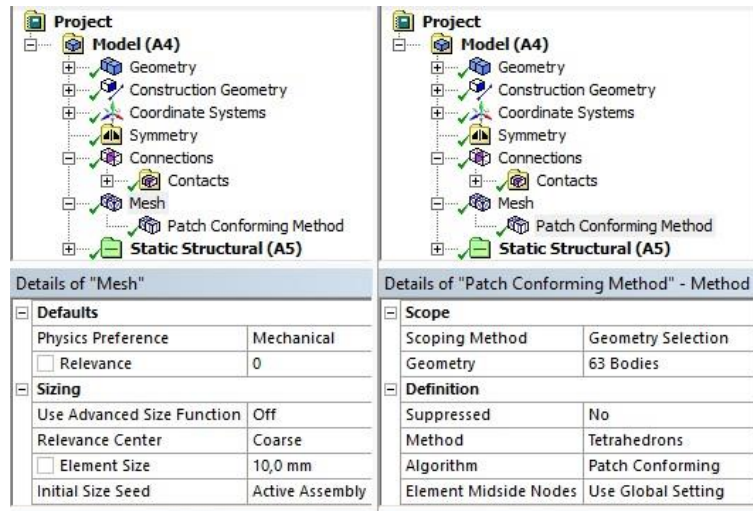 Project
Model (A4)
Geometry
Construction Geometry
Coordinate Systems
Symmetry
Connections
Contacts
Mesh
Patch Conforming Method
Static Structural (A5)
Details of "Mesh"
Defaults
Physics Preference Mechanical
Relevance 0
Sizing
Use Advanced Size Function Off
Relevance Center Coarse
Element Size 10,0 mm
Initial Size Seed Active Assembly
Project
Model (A4)
Geometry
Construction Geometry
Coordinate Systems
Symmetry
Connections
Contacts
Mesh
Patch Conforming Method
Static Structural (A5)
Details of "Patch Conforming Method" - Method
Scope
Scoping Method Geometry Selection
Geometry 63 Bodies
Definition
Suppressed No
Method Tetrahedrons
Algorithm Patch Conforming
Element Midside Nodes Use Global Setting